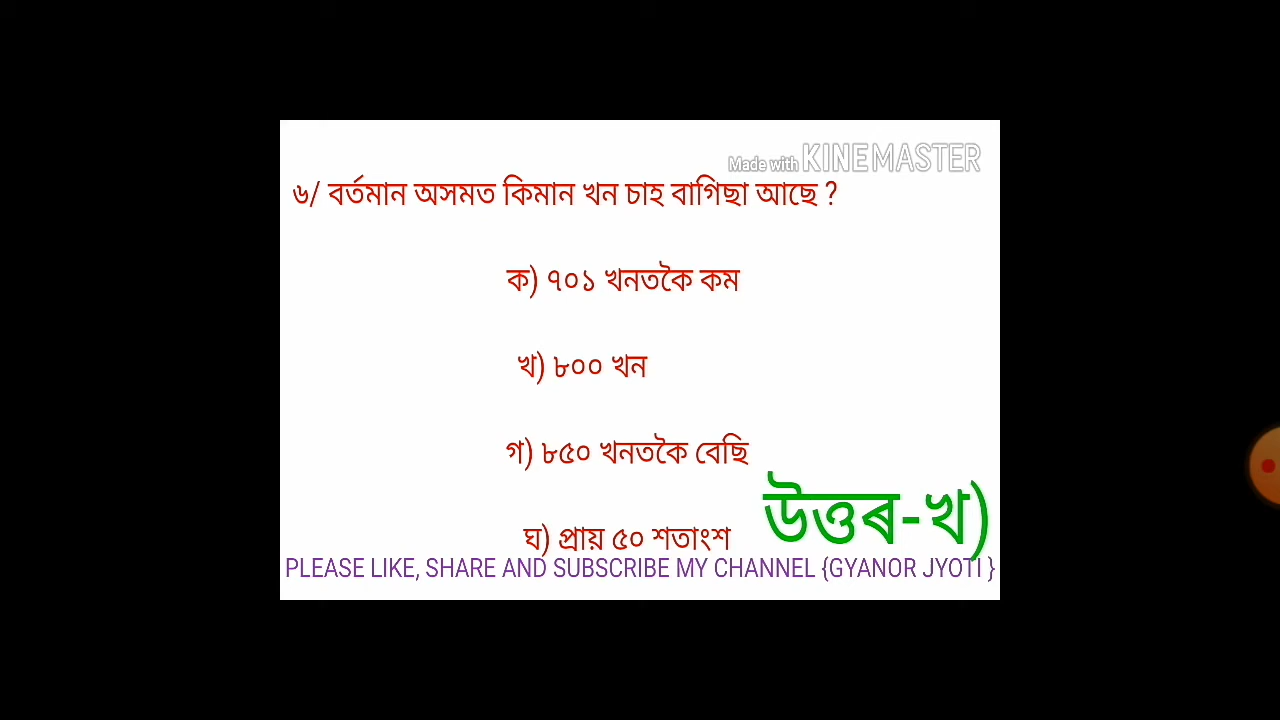 Made with KINEMASTER
৬/ বৰ্তমান অসমত কিমান খন চাহ বাগিছা আছে ?
ক) ৭০১ খনতকৈ কম
খ) ৮০০ খন
গ) ৮৫০ খনতকৈ বেছি
ঘ) প্ৰায় ৫০ শতাংশ
উত্তৰ-খ)
PLEASE LIKE, SHARE AND SUBSCRIBE MY CHANNEL {GYANOR JYOTI }